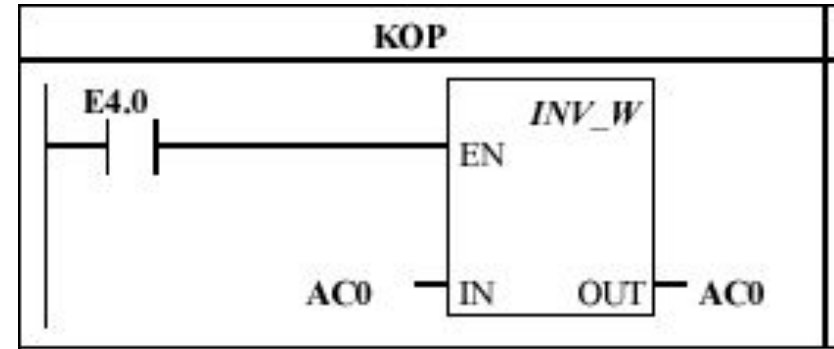 KOP
E4.0
INV_W
EN
AC0 IN OUT AC0